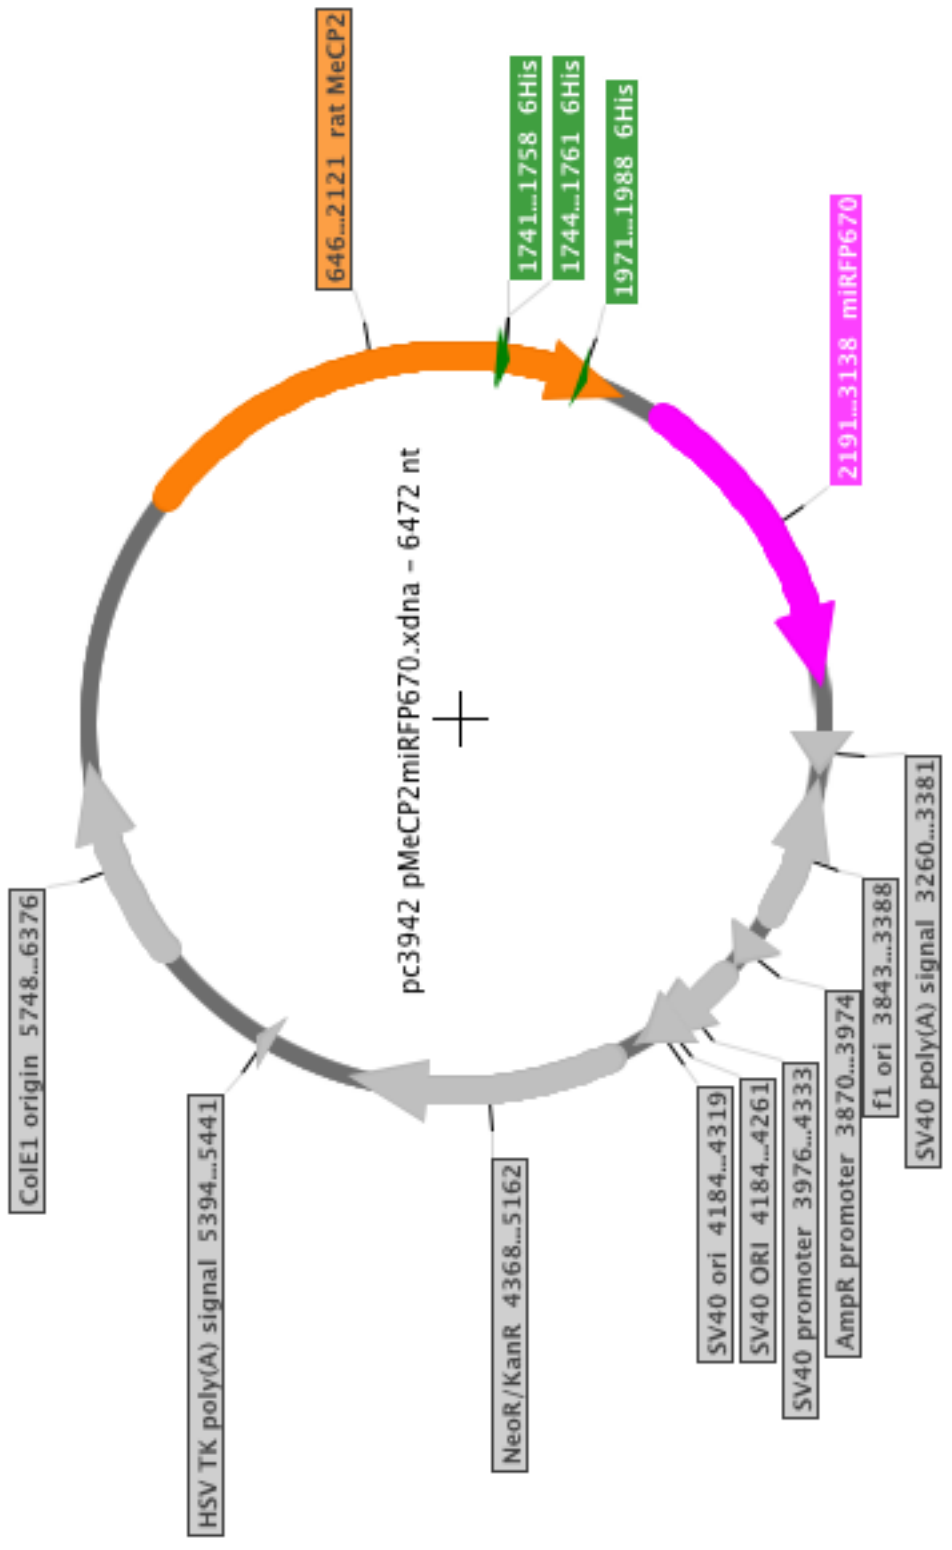 646...2121 rat MeCP2
1741...1758 6His
1744...1761 6His
1971...1988 6His
2191...3138 miRFP670
pc3942 pMeCP2miRFP670.xdna - 6472 nt
ColE1 origin 5748...6376
HSV TK poly(A) signal 5394...5441
NeoR/KanR 4368...5162
SV40 ori 4184...4319
SV40 ORI 4184...4261
SV40 promoter 3976...4333
AmpR promoter 3870...3974
f1 ori 3843...3388
SV40 poly(A) signal 3260...3381